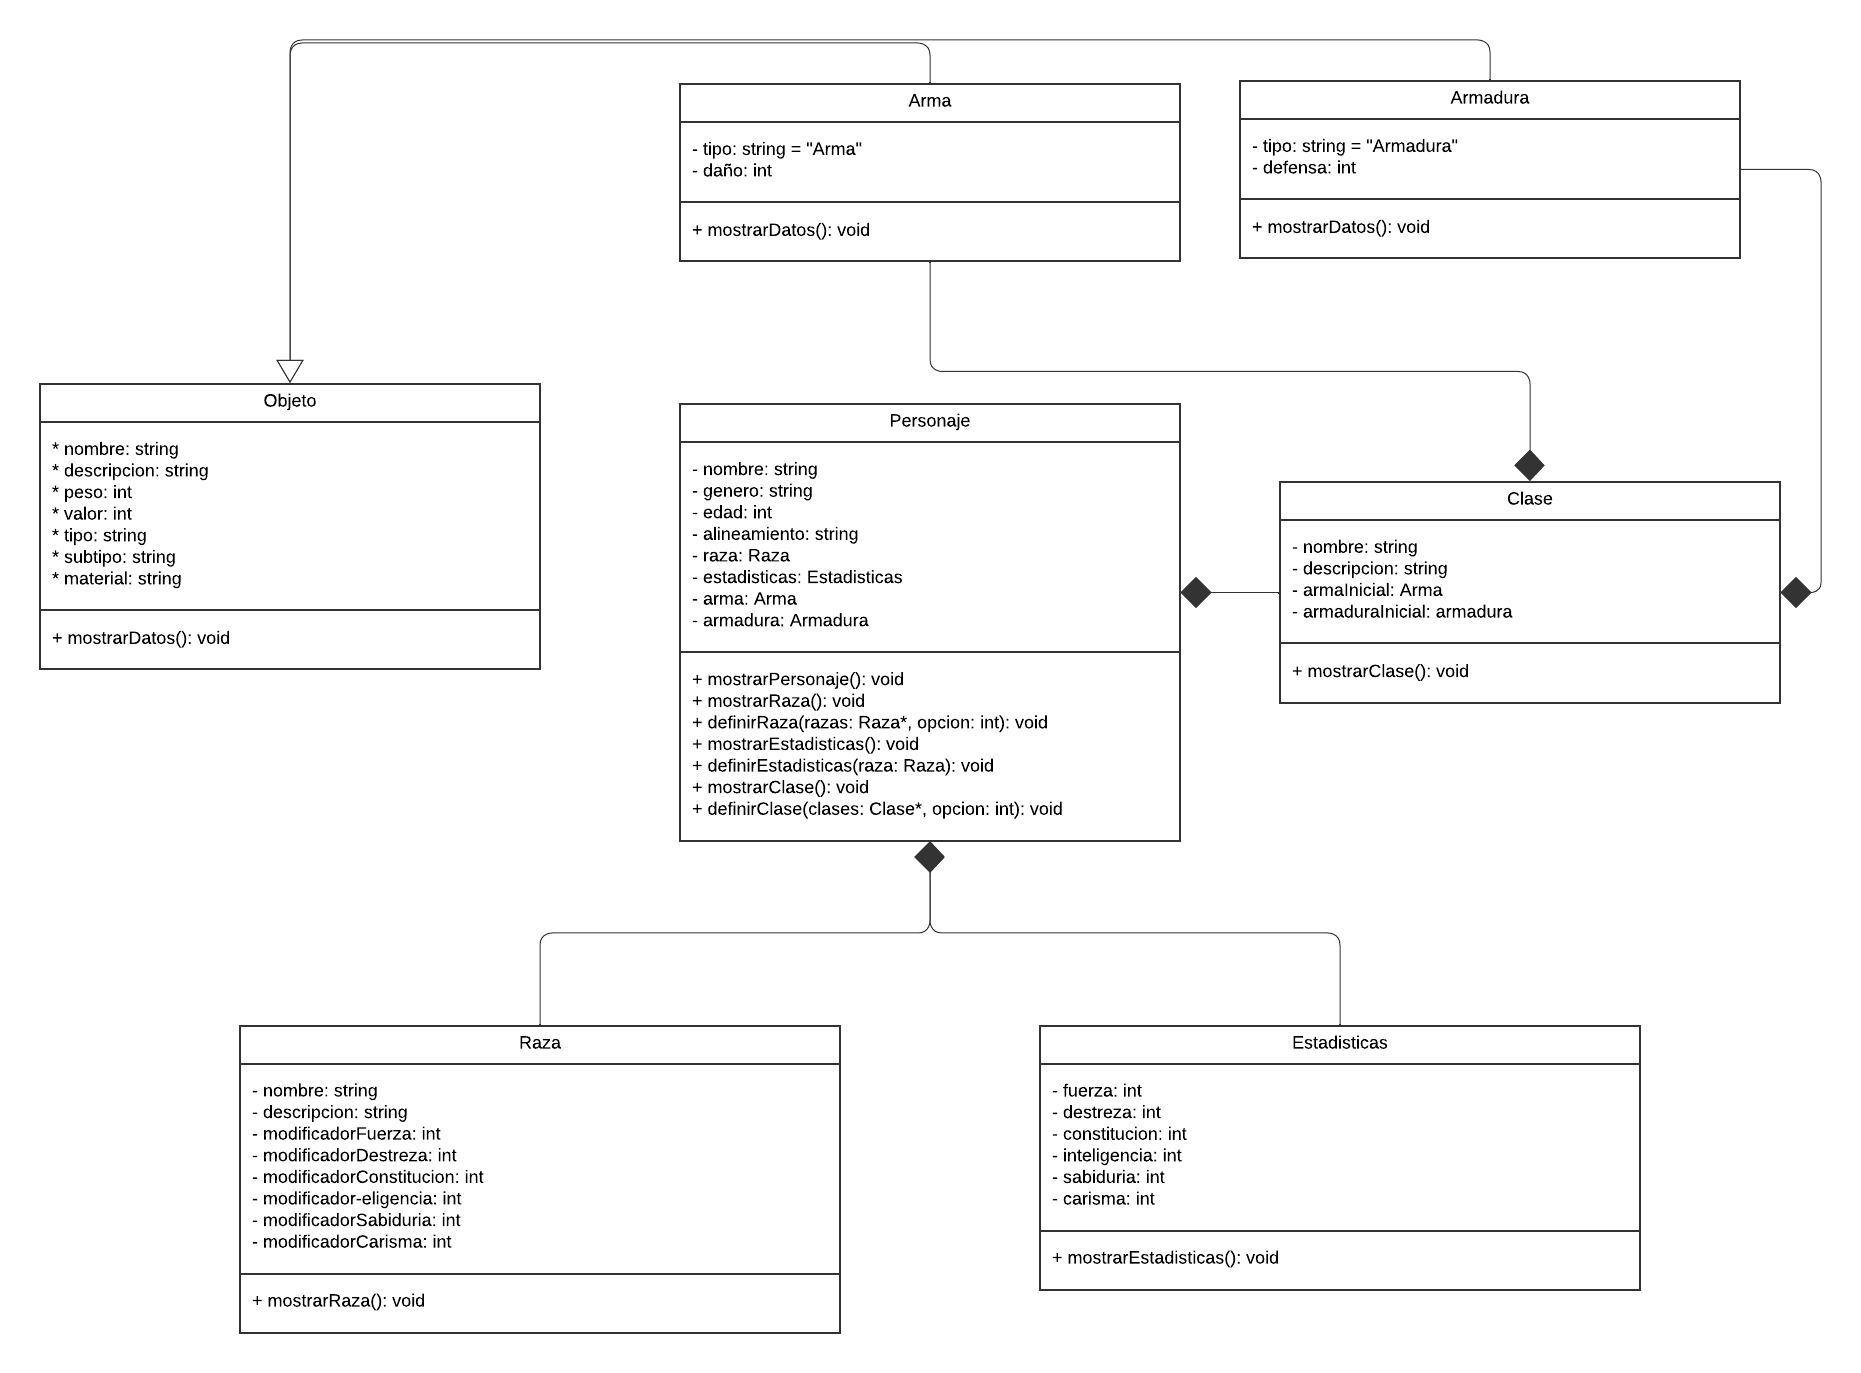 Arma
- tipo: string = "Arma"
- daño: int
+ mostrarDatos(): void
Armadura
- tipo: string = "Armadura"
- defensa: int
+ mostrarDatos(): void
Objeto
* nombre: string
* descripcion: string
* peso: int
* valor: int
* tipo: string
* subtipo: string
* material: string
+ mostrarDatos(): void
Personaje
- nombre: string
- genero: string
- edad: int
- alineamiento: string
- raza: Raza
- estadisticas: Estadisticas
- arma: Arma
- armadura: Armadura
+ mostrarPersonaje(): void
+ mostrarRaza(): void
+ definirRaza(razas: Raza*, opcion: int): void
+ mostrarEstadisticas(): void
+ definirEstadisticas(raza: Raza): void
+ mostrarClase(): void
+ definirClase(clases: Clase*, opcion: int): void
Clase
- nombre: string
- descripcion: string
- armaInicial: Arma
- armaduraInicial: armadura
+ mostrarClase(): void
Raza
- nombre: string
- descripcion: string
- modificadorFuerza: int
- modificadorDestreza: int
- modificadorConstitucion: int
- modificador-eligencia: int
- modificadorSabiduria: int
- modificadorCarisma: int
+ mostrarRaza(): void
Estadisticas
- fuerza: int
- destreza: int
- constitucion: int
- inteligencia: int
- sabiduria: int
- carisma: int
+ mostrarEstadisticas(): void